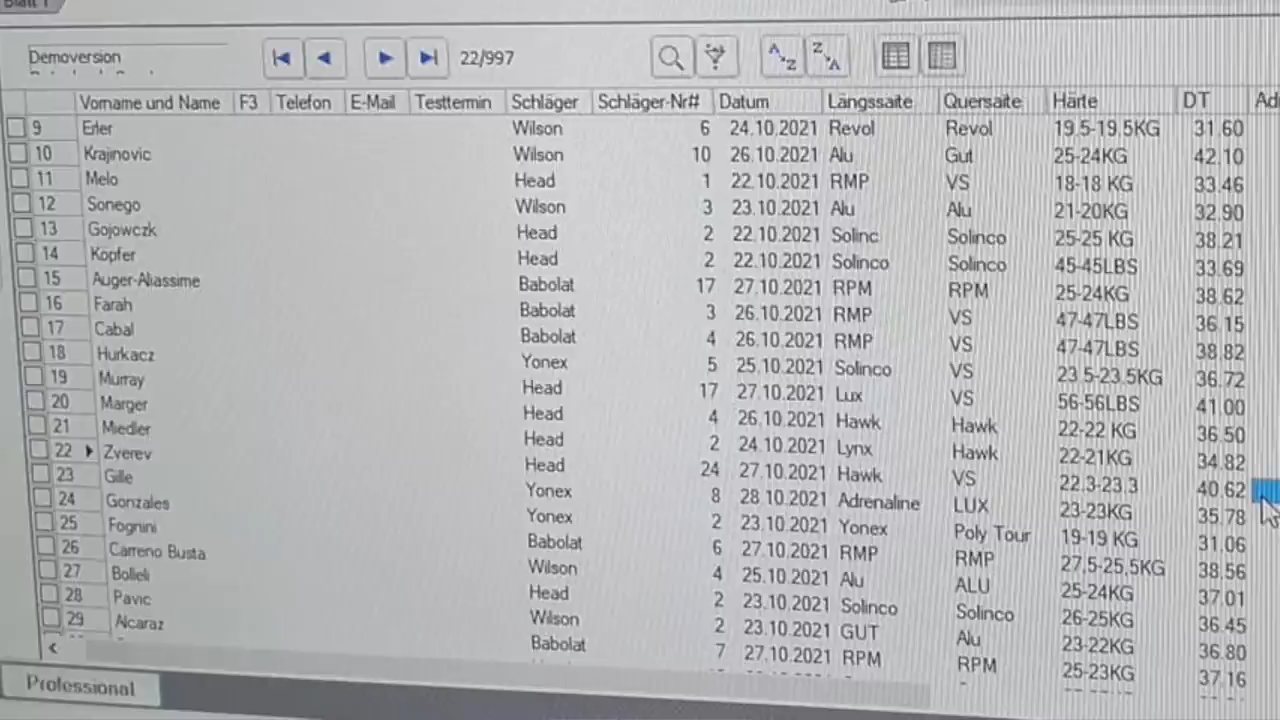 Blatt 1
Demoversion
22/997
Vorname und Name F3 Telefon E-Mail Testtermin Schläger Schläger-Nr# Datum Längssaite Quersaite Härte DT Ad
9 Erler Wilson 6 24.10.2021 Revol Revol 19.5-19.5KG 31.60
10 Krajinovic Wilson 10 26.10.2021 Alu Gut 25-24KG 42.10
11 Melo Head 1 22.10.2021 RMP VS 18-18 KG 33.46
12 Sonego Wilson 3 23.10.2021 Alu Alu 21-20KG 32.90
13 Gojowczk Head 2 22.10.2021 Solinc Solinco 25-25 KG 38.21
14 Kopfer Head 2 22.10.2021 Solinco Solinco 45-45LBS 33.69
15 Auger-Aliassime Babolat 17 27.10.2021 RPM RPM 25-24KG 38.62
16 Farah Babolat 3 26.10.2021 RMP VS 47-47LBS 36.15
17 Cabal Babolat 4 26.10.2021 RMP VS 47-47LBS 38.82
18 Hurkacz Yonex 5 25.10.2021 Solinco VS 23.5-23.5KG 36.72
19 Murray Head 17 27.10.2021 Lux VS 56-56LBS 41.00
20 Marger Head 4 26.10.2021 Hawk Hawk 22-22 KG 36.50
21 Miedler Head 2 24.10.2021 Lynx Hawk 22-21KG 34.82
22 Zverev Head 24 27.10.2021 Hawk VS 22.3-23.3 40.62
23 Gille Yonex 8 28.10.2021 Adrenaline LUX 23-23KG 35.78
24 Gonzales Yonex 2 23.10.2021 Yonex Poly Tour 19-19 KG 31.06
25 Fognini Babolat 6 27.10.2021 RMP RMP 27,5-25,5KG 38.56
26 Carreno Busta Wilson 4 25.10.2021 Alu ALU 25-24KG 37.01
27 Bolleli Head 2 23.10.2021 Solinco Solinco 26-25KG 36.45
28 Pavic Wilson 2 23.10.2021 GUT Alu 23-22KG 36.80
29 Alcaraz Babolat 7 27.10.2021 RPM RPM 25-23KG 37.16
Professional